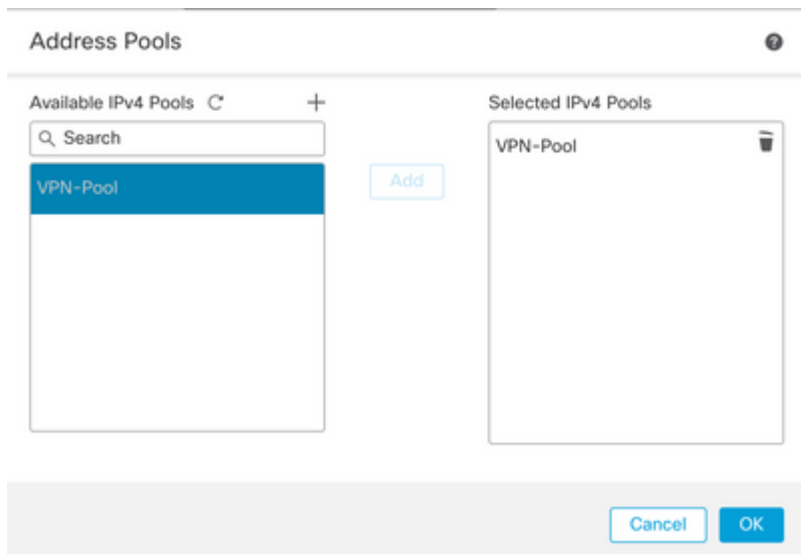 Address Pools
Available IPv4 Pools
Selected IPv4 Pools
Search
VPN-Pool
VPN-Pool
Add
Cancel
OK